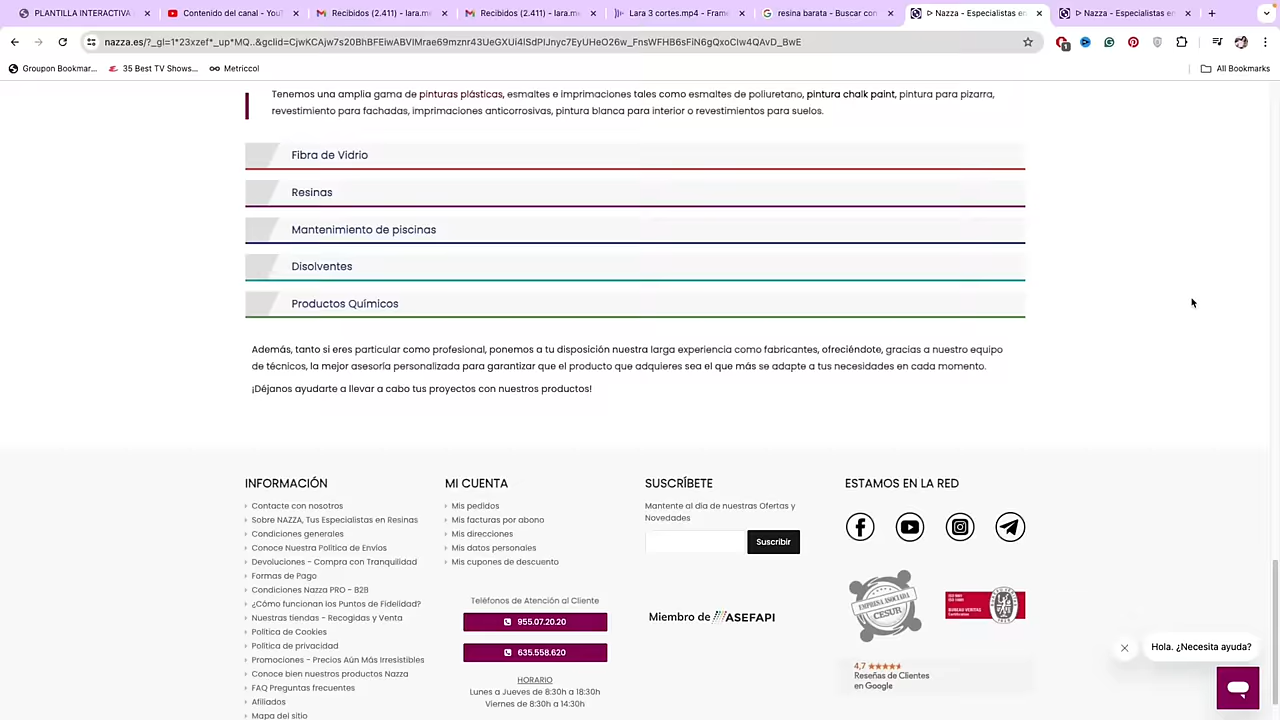 PLANTILLA INTERACTIVA
Contenido del canal - You
Recibidos (2.411) - lara.m
Recibidos (2.411) - lara.m
Lara 3 cortes.mp4 - Frame
resina barata - Buscar con
Nazza - Especialistas en
Nazza - Especialistas en
nazza.es/?_gl=1*23xzef*_up*MQ..&gclid=CjwKCAjw7s20BhBFEiwABVIMrae69mznr43UeGXUi4lSdPlJnyc7EyUHeO26w_FnsWFHB6sFiN6gQxoClw4QAvD_BwE
1
Groupon Bookmar...
35 Best TV Shows...
Metriccol
All Bookmarks
Tenemos una amplia gama de pinturas plásticas, esmaltes e imprimaciones tales como esmaltes de poliuretano, pintura chalk paint, pintura para pizarra,
revestimiento para fachadas, imprimaciones anticorrosivas, pintura blanca para interior o revestimientos para suelos.
Fibra de Vidrio
Resinas
Mantenimiento de piscinas
Disolventes
Productos Químicos
Además, tanto si eres particular como profesional, ponemos a tu disposición nuestra larga experiencia como fabricantes, ofreciéndote, gracias a nuestro equipo
de técnicos, la mejor asesoría personalizada para garantizar que el producto que adquieres sea el que más se adapte a tus necesidades en cada momento.
¡Déjanos ayudarte a llevar a cabo tus proyectos con nuestros productos!
INFORMACIÓN
Contacte con nosotros
Sobre NAZZA, Tus Especialistas en Resinas
Condiciones generales
Conoce Nuestra Política de Envíos
Devoluciones - Compra con Tranquilidad
Formas de Pago
Condiciones Nazza PRO - B2B
¿Cómo funcionan los Puntos de Fidelidad?
Nuestras tiendas - Recogidas y Venta
Política de Cookies
Política de privacidad
Promociones - Precios Aún Más Irresistibles
Conoce bien nuestros productos Nazza
FAQ Preguntas frecuentes
Afiliados
Mapa del sitio
MI CUENTA
Mis pedidos
Mis facturas por abono
Mis direcciones
Mis datos personales
Mis cupones de descuento
Teléfonos de Atención al Cliente
955.07.20.20
635.558.620
HORARIO
Lunes a Jueves de 8:30h a 18:30h
Viernes de 8:30h a 14:30h
SUSCRÍBETE
Mantente al día de nuestras Ofertas y
Novedades
Suscribir
Miembro de ASEFAPI
ESTAMOS EN LA RED
EMPRESA ASOCIADA
CESUR
BUREAU VERITAS
Certification
4,7
Reseñas de Clientes
en Google
Hola. ¿Necesita ayuda?